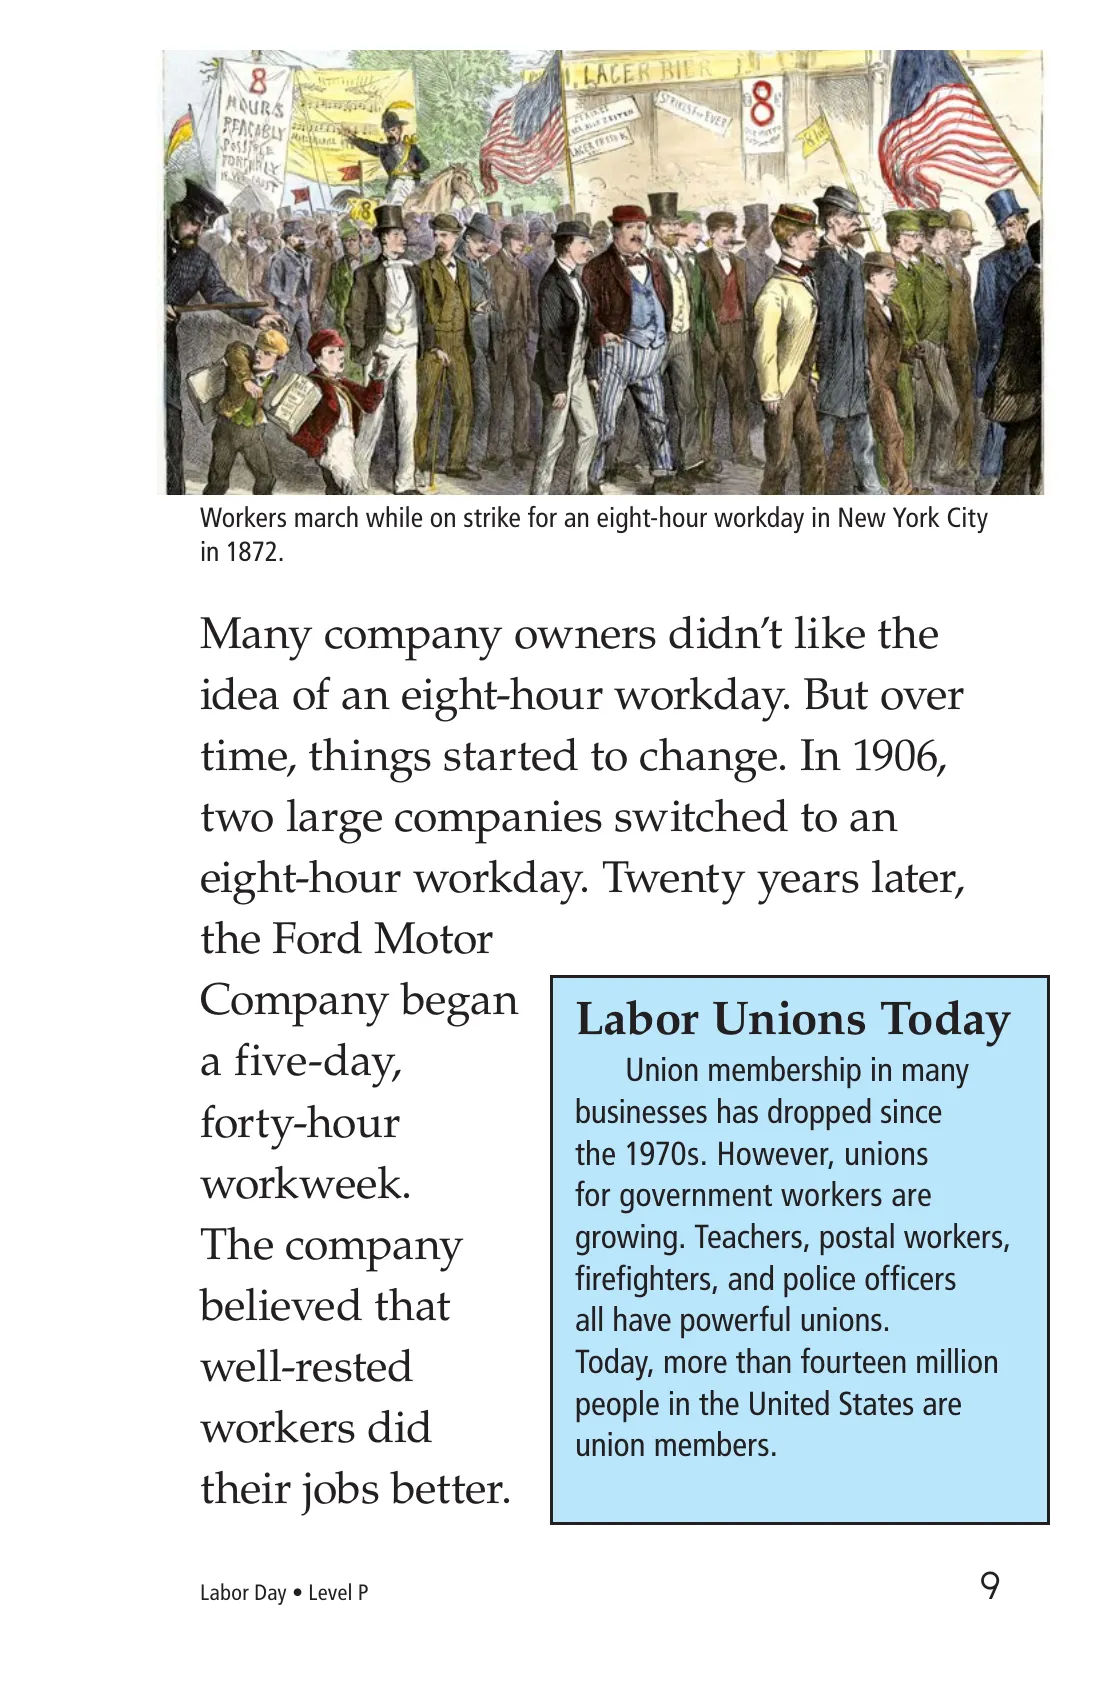 8
HOURS
PEACABLY
POSSIBLE
FORCIBLY
MUST
LAGER BIER
8
8
Workers march while on strike for an eight-hour workday in New York City
in 1872.
Many company owners didn’t like the
idea of an eight-hour workday. But over
time, things started to change. In 1906,
two large companies switched to an
eight-hour workday. Twenty years later,
the Ford Motor
Company began
a five-day,
forty-hour
workweek.
The company
believed that
well-rested
workers did
their jobs better.
Labor Unions Today
Union membership in many
businesses has dropped since
the 1970s. However, unions
for government workers are
growing. Teachers, postal workers,
firefighters, and police officers
all have powerful unions.
Today, more than fourteen million
people in the United States are
union members.
Labor Day • Level P
9